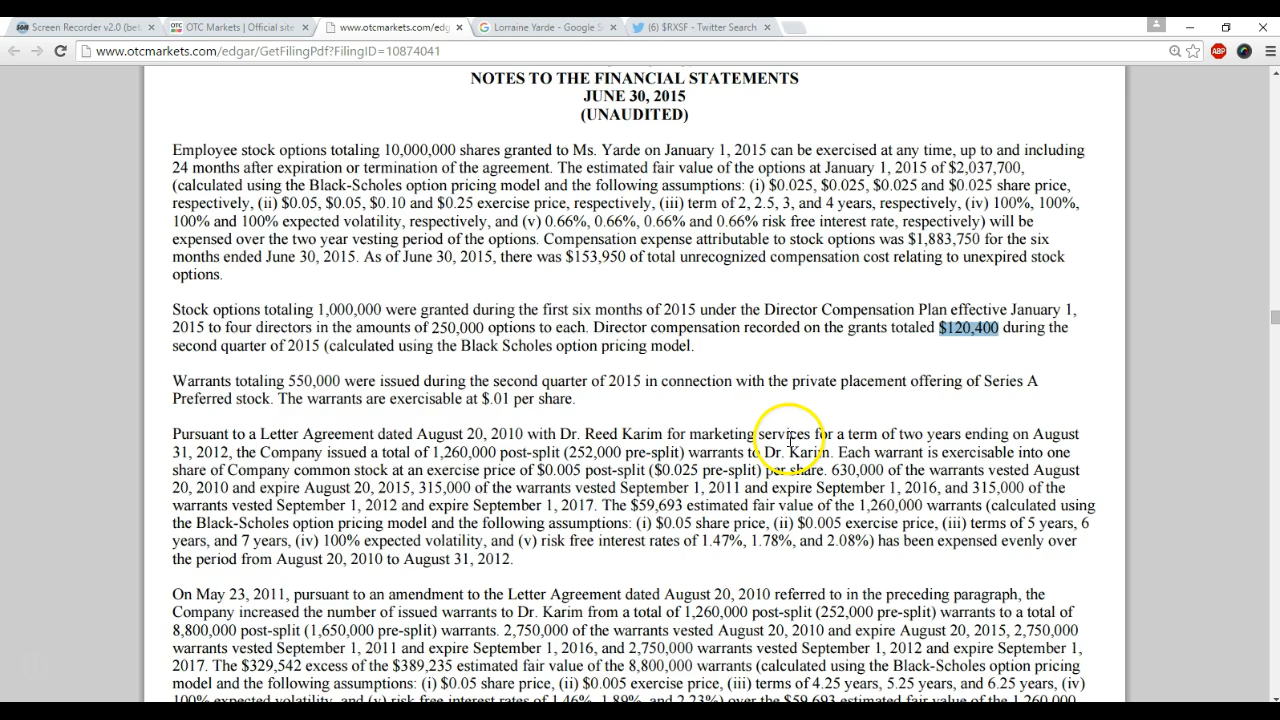 Screen Recorder v2.0 (bet
OTC Markets | Official site
www.otcmarkets.com/edg
Lorraine Yarde - Google S
(6) $RXSF - Twitter Search
www.otcmarkets.com/edgar/GetFilingPdf?FilingID=10874041
NOTES TO THE FINANCIAL STATEMENTS
JUNE 30, 2015
(UNAUDITED)
Employee stock options totaling 10,000,000 shares granted to Ms. Yarde on January 1, 2015 can be exercised at any time, up to and including
24 months after expiration or termination of the agreement. The estimated fair value of the options at January 1, 2015 of $2,037,700,
(calculated using the Black-Scholes option pricing model and the following assumptions: (i) $0.025, $0.025, $0.025 and $0.025 share price,
respectively, (ii) $0.05, $0.05, $0.10 and $0.25 exercise price, respectively, (iii) term of 2, 2.5, 3, and 4 years, respectively, (iv) 100%, 100%,
100% and 100% expected volatility, respectively, and (v) 0.66%, 0.66%, 0.66% and 0.66% risk free interest rate, respectively) will be
expensed over the two year vesting period of the options. Compensation expense attributable to stock options was $1,883,750 for the six
months ended June 30, 2015. As of June 30, 2015, there was $153,950 of total unrecognized compensation cost relating to unexpired stock
options.
Stock options totaling 1,000,000 were granted during the first six months of 2015 under the Director Compensation Plan effective January 1,
2015 to four directors in the amounts of 250,000 options to each. Director compensation recorded on the grants totaled $120,400 during the
second quarter of 2015 (calculated using the Black Scholes option pricing model.
Warrants totaling 550,000 were issued during the second quarter of 2015 in connection with the private placement offering of Series A
Preferred stock. The warrants are exercisable at $.01 per share.
Pursuant to a Letter Agreement dated August 20, 2010 with Dr. Reed Karim for marketing services for a term of two years ending on August
31, 2012, the Company issued a total of 1,260,000 post-split (252,000 pre-split) warrants to Dr. Karim. Each warrant is exercisable into one
share of Company common stock at an exercise price of $0.005 post-split ($0.025 pre-split) per share. 630,000 of the warrants vested August
20, 2010 and expire August 20, 2015, 315,000 of the warrants vested September 1, 2011 and expire September 1, 2016, and 315,000 of the
warrants vested September 1, 2012 and expire September 1, 2017. The $59,693 estimated fair value of the 1,260,000 warrants (calculated using
the Black-Scholes option pricing model and the following assumptions: (i) $0.05 share price, (ii) $0.005 exercise price, (iii) terms of 5 years, 6
years, and 7 years, (iv) 100% expected volatility, and (v) risk free interest rates of 1.47%, 1.78%, and 2.08%) has been expensed evenly over
the period from August 20, 2010 to August 31, 2012.
On May 23, 2011, pursuant to an amendment to the Letter Agreement dated August 20, 2010 referred to in the preceding paragraph, the
Company increased the number of issued warrants to Dr. Karim from a total of 1,260,000 post-split (252,000 pre-split) warrants to a total of
8,800,000 post-split (1,650,000 pre-split) warrants. 2,750,000 of the warrants vested August 20, 2010 and expire August 20, 2015, 2,750,000
warrants vested September 1, 2011 and expire September 1, 2016, and 2,750,000 warrants vested September 1, 2012 and expire September 1,
2017. The $329,542 excess of the $389,235 estimated fair value of the 8,800,000 warrants (calculated using the Black-Scholes option pricing
model and the following assumptions: (i) $0.05 share price, (ii) $0.005 exercise price, (iii) terms of 4.25 years, 5.25 years, and 6.25 years, (iv)
100% expected volatility, and (v) risk free interest rates of 1.46%, 1.89%, and 2.23%) over the $59,693 estimated fair value of the 1,260,000